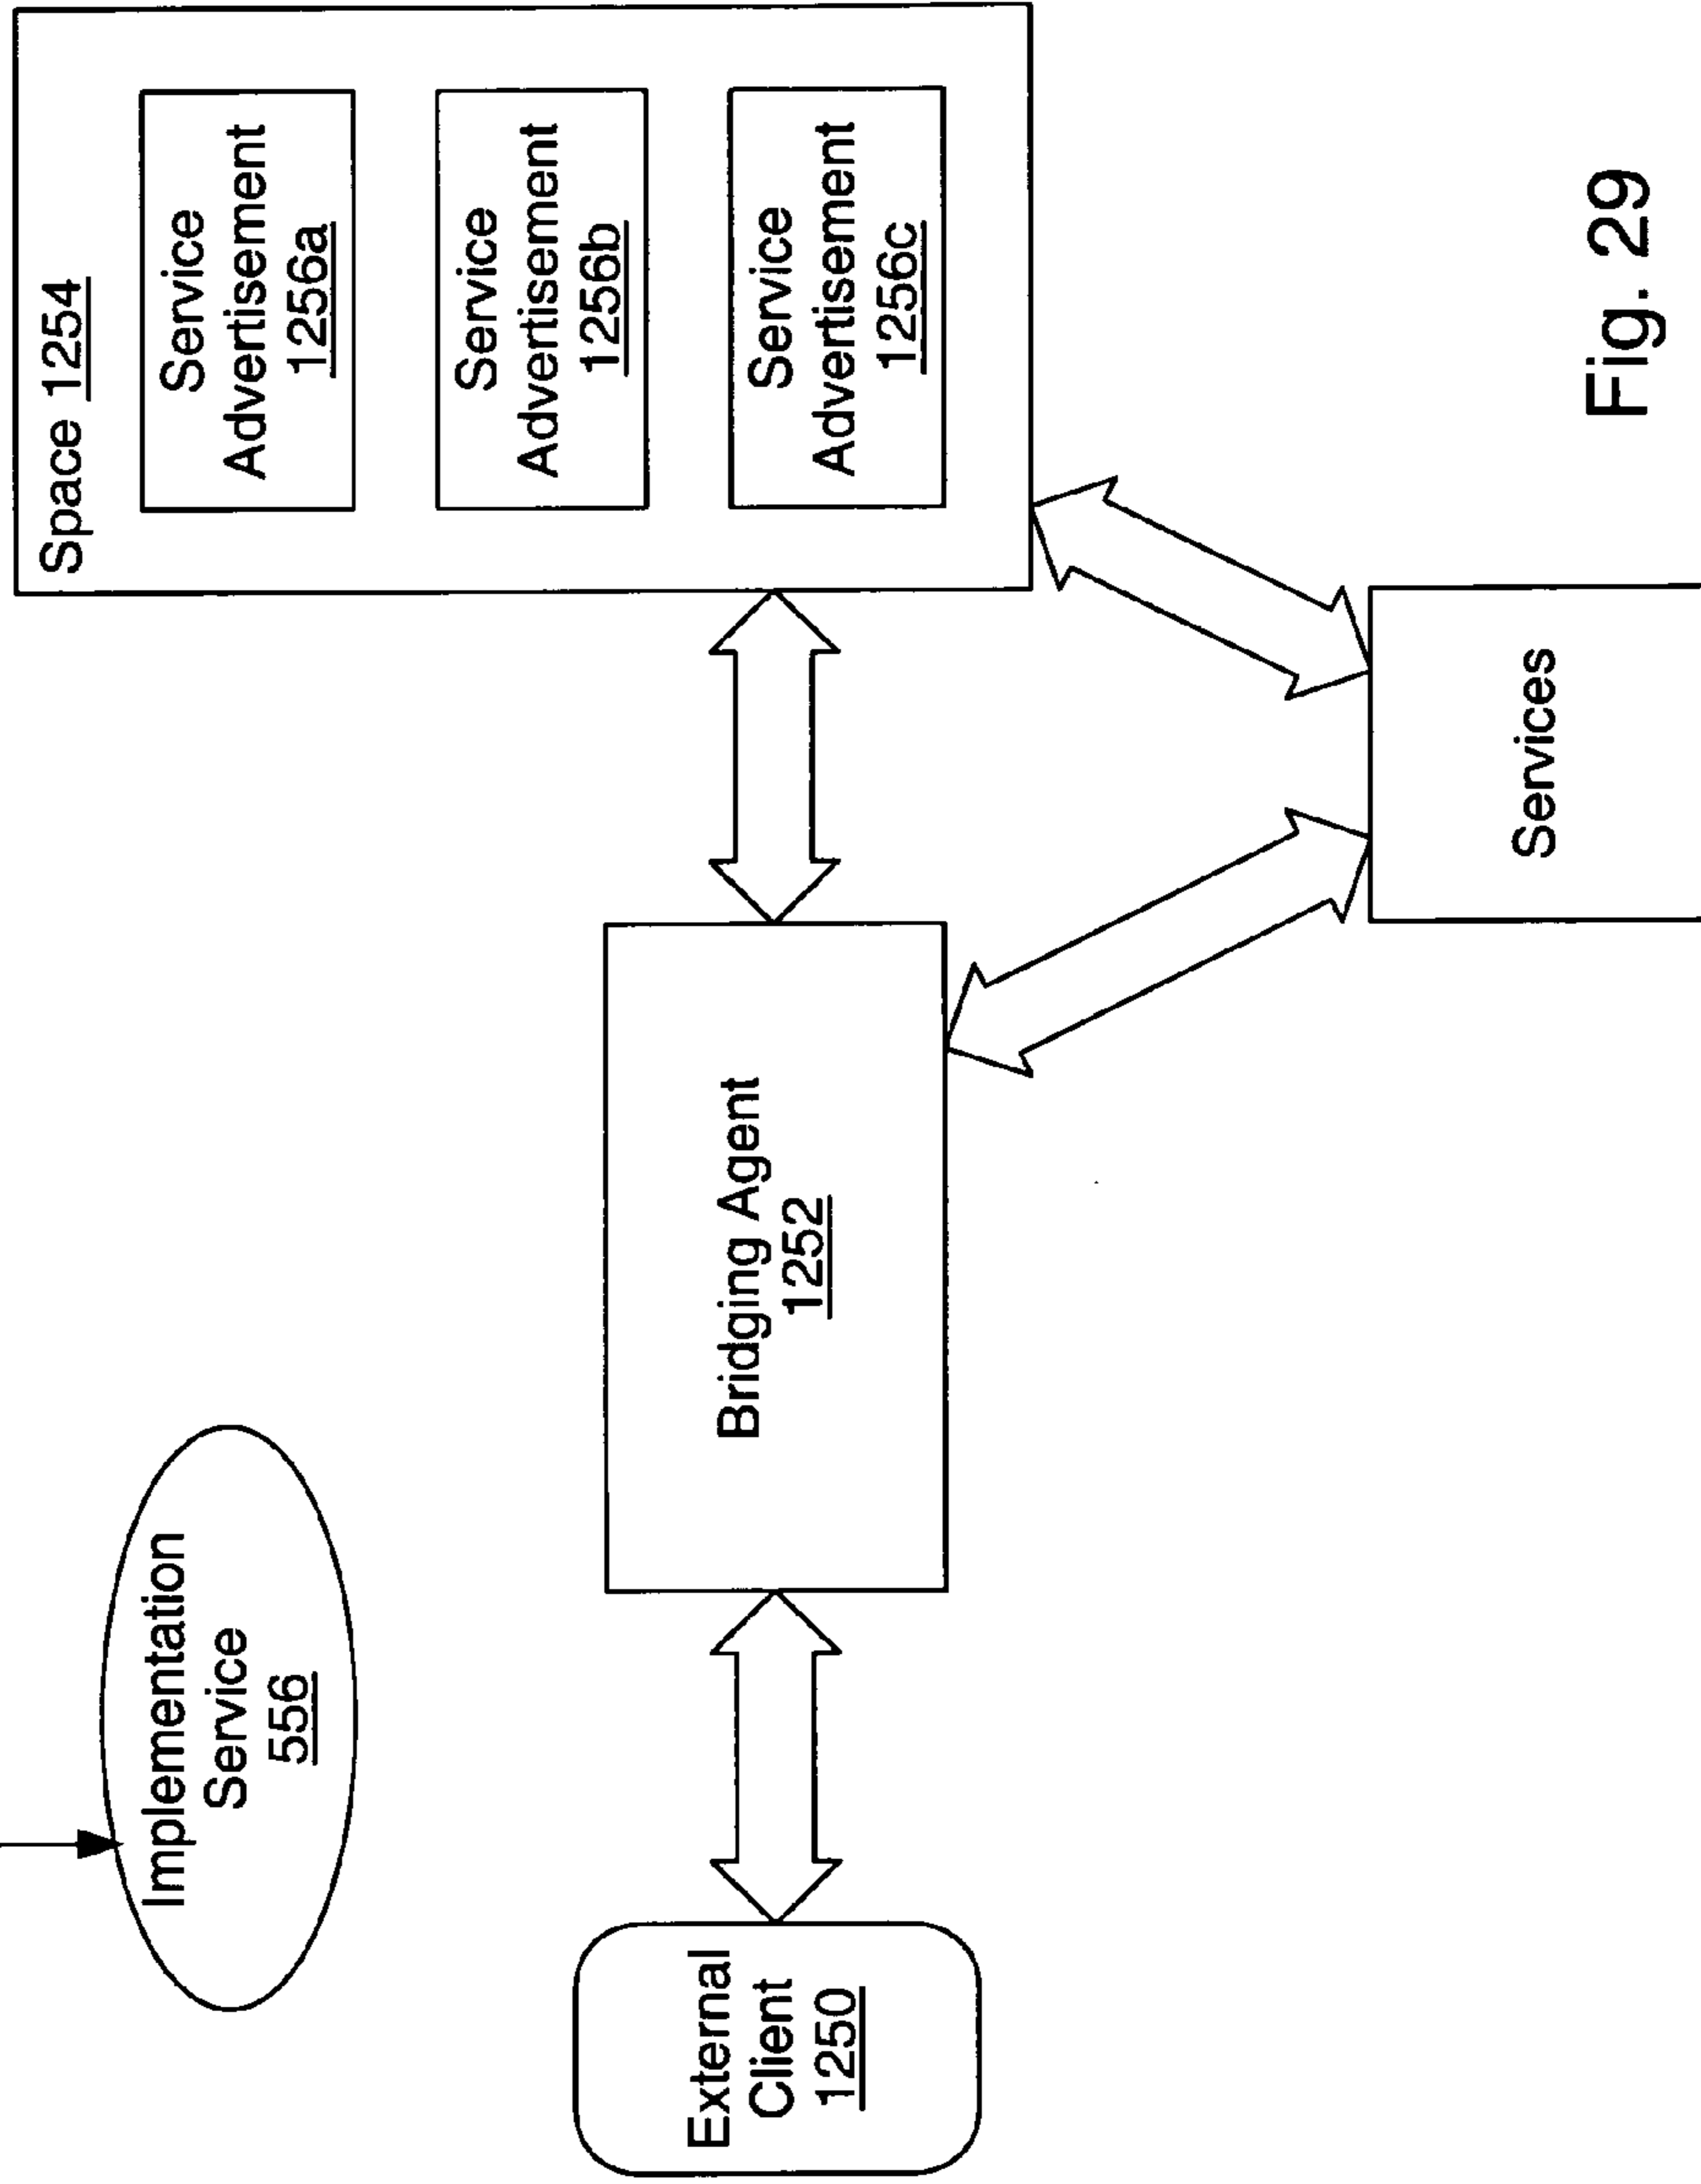 Implementation
Service
556
External
Client
1250
Bridging Agent
1252
Space 1254
Service
Advertisement
1256a
Service
Advertisement
1256b
Service
Advertisement
1256c
Services
Fig. 29